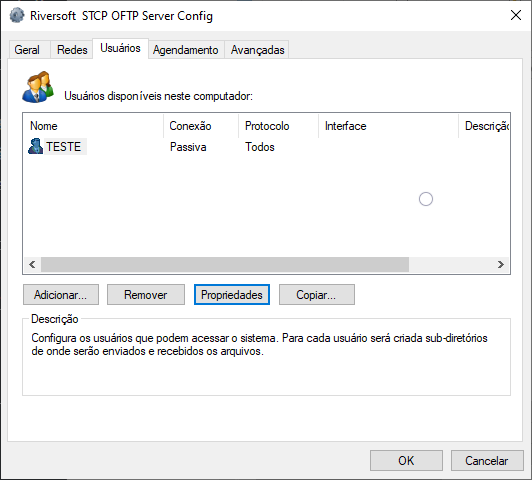 Riversoft STCP OFTP Server Config
Geral Redes Usuários Agendamento Avançadas
Usuários disponíveis neste computador:
Nome Conexão Protocolo Interface Descrição
TESTE Passiva Todos
Adicionar... Remover Propriedades Copiar...
Descrição
Configura os usuários que podem acessar o sistema. Para cada usuário será criada sub-diretórios
de onde serão enviados e recebidos os arquivos.
OK Cancelar